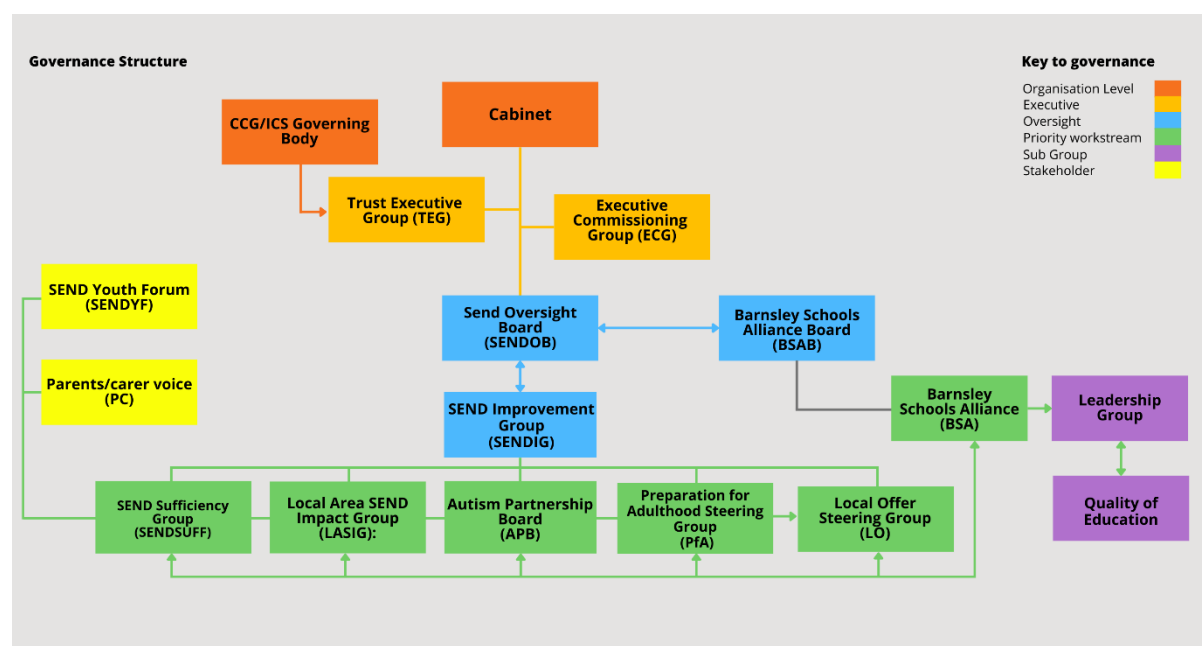 Governance Structure
Key to governance
Organisation Level
Executive
Oversight
Priority workstream
Sub Group
Stakeholder
Cabinet
CCG/ICS Governing
Body
Trust Executive
Group (TEG)
Executive
Commissioning
Group (ECG)
SEND Youth Forum
(SENDYF)
Send Oversight
Board
(SENDOB)
Barnsley Schools
Alliance Board
(BSAB)
Parents/carer voice
(PC)
SEND Improvement
Group
(SENDIG)
Barnsley
Schools Alliance
(BSA)
Leadership
Group
SEND Sufficiency
Group
(SENDSUFF)
Local Area SEND
Impact Group
(LASIG):
Autism Partnership
Board
(APB)
Preparation for
Adulthood Steering
Group
(PfA)
Local Offer
Steering Group
(LO)
Quality of
Education